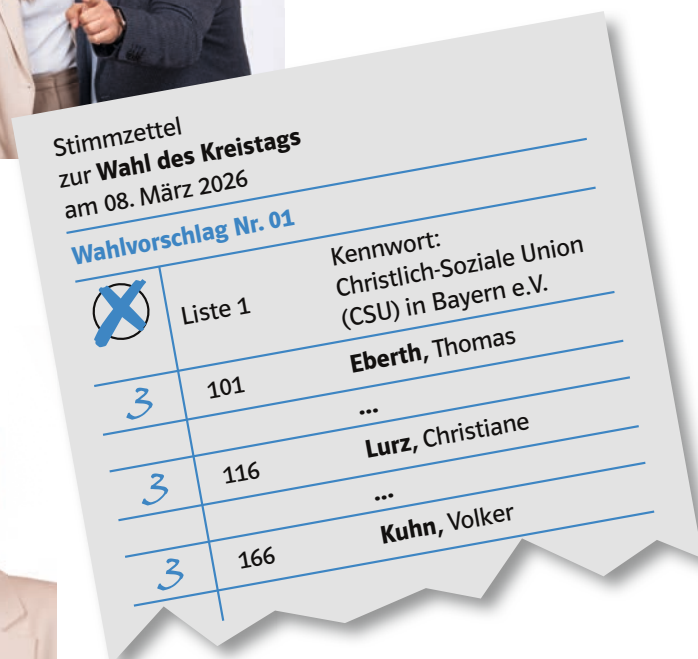 Stimmzettel
zur Wahl des Kreistags
am 08. März 2026
Wahlvorschlag Nr. 01
Liste 1
Kennwort:
Christlich-Soziale Union
(CSU) in Bayern e.V.
3 101 Eberth, Thomas
...
3 116 Lurz, Christiane
...
3 166 Kuhn, Volker